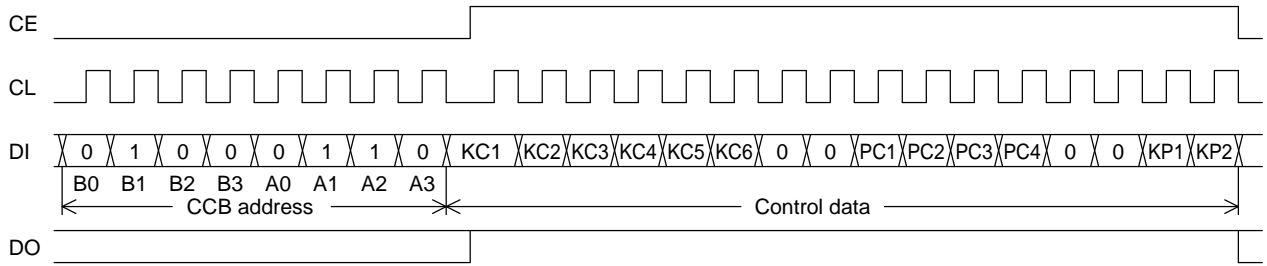 CE
CL
DI 0 1 0 0 0 1 1 0 KC1 KC2 KC3 KC4 KC5 KC6 0 0 PC1 PC2 PC3 PC4 0 0 KP1 KP2
B0 B1 B2 B3 A0 A1 A2 A3
CCB address Control data
DO